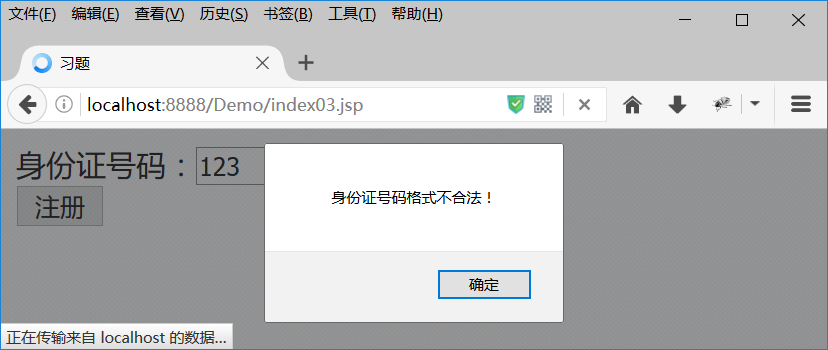 文件(F) 编辑(E) 查看(V) 历史(S) 书签(B) 工具(T) 帮助(H)
习题
localhost:8888/Demo/index03.jsp
身份证号码：123
注册
身份证号码格式不合法！
确定
正在传输来自 localhost 的数据...